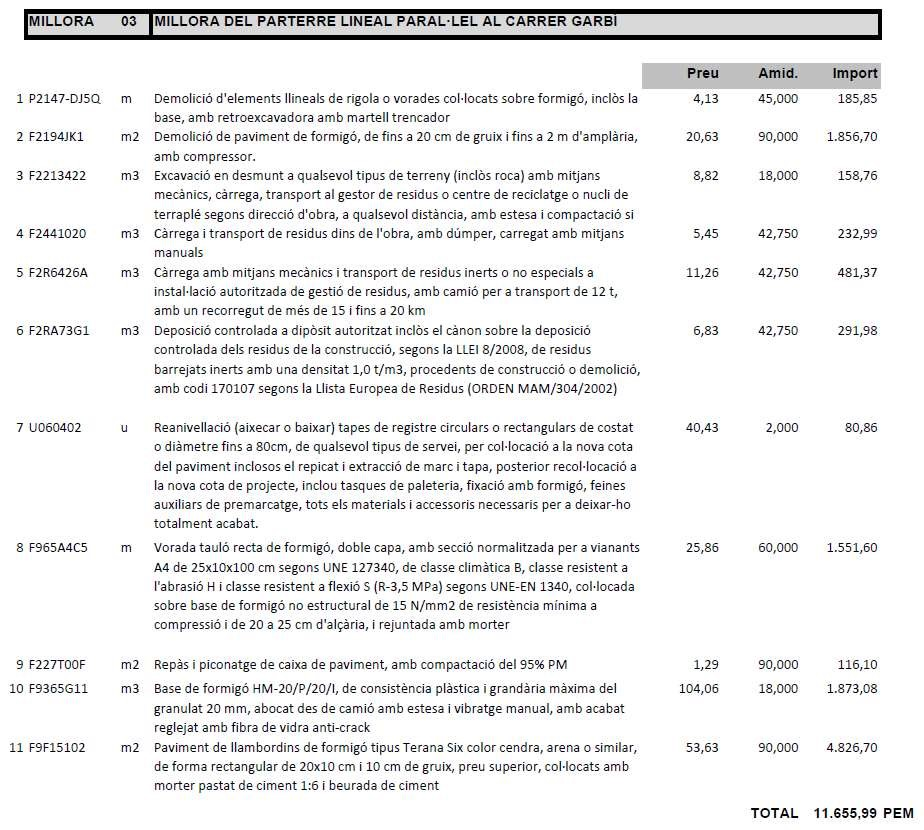 MILLORA 03 MILLORA DEL PARTERRE LINEAL PARAL·LEL AL CARRER GARBÍ
Preu Amid. Import
1 P2147-DJ5Q m Demolició d'elements llineals de rigola o vorades col·locats sobre formigó, inclòs la 4,13 45,000 185,85
base, amb retroexcavadora amb martell trencador
2 F2194JK1 m2 Demolició de paviment de formigó, de fins a 20 cm de gruix i fins a 2 m d'amplària, 20,63 90,000 1.856,70
amb compressor.
3 F2213422 m3 Excavació en desmunt a qualsevol tipus de terreny (inclòs roca) amb mitjans 8,82 18,000 158,76
mecànics, càrrega, transport al gestor de residus o centre de reciclatge o nucli de
terraplé segons direcció d'obra, a qualsevol distància, amb estesa i compactació si
4 F2441020 m3 Càrrega i transport de residus dins de l'obra, amb dúmper, carregat amb mitjans 5,45 42,750 232,99
manuals
5 F2R6426A m3 Càrrega amb mitjans mecànics i transport de residus inerts o no especials a 11,26 42,750 481,37
instal·lació autoritzada de gestió de residus, amb camió per a transport de 12 t,
amb un recorregut de més de 15 i fins a 20 km
6 F2RA73G1 m3 Deposició controlada a dipòsit autoritzat inclòs el cànon sobre la deposició 6,83 42,750 291,98
controlada dels residus de la construcció, segons la LLEI 8/2008, de residus
barrejats inerts amb una densitat 1,0 t/m3, procedents de construcció o demolició,
amb codi 170107 segons la Llista Europea de Residus (ORDEN MAM/304/2002)
7 U060402 u Reanivellació (aixecar o baixar) tapes de registre circulars o rectangulars de costat 40,43 2,000 80,86
o diàmetre fins a 80cm, de qualsevol tipus de servei, per col·locació a la nova cota
del paviment inclosos el repicat i extracció de marc i tapa, posterior recol·locació a
la nova cota de projecte, inclou tasques de paleteria, fixació amb formigó, feines
auxiliars de premarcatge, tots els materials i accessoris necessaris per a deixar-ho
totalment acabat.
8 F965A4C5 m Vorada tauló recta de formigó, doble capa, amb secció normalitzada per a vianants 25,86 60,000 1.551,60
A4 de 25x10x100 cm segons UNE 127340, de classe climàtica B, classe resistent a
l'abrasió H i classe resistent a flexió S (R-3,5 MPa) segons UNE-EN 1340, col·locada
sobre base de formigó no estructural de 15 N/mm2 de resistència mínima a
compressió i de 20 a 25 cm d'alçària, i rejuntada amb morter
9 F227T00F m2 Repàs i piconatge de caixa de paviment, amb compactació del 95% PM 1,29 90,000 116,10
10 F9365G11 m3 Base de formigó HM-20/P/20/I, de consistència plàstica i grandària màxima del 104,06 18,000 1.873,08
granulat 20 mm, abocat des de camió amb estesa i vibratge manual, amb acabat
reglejat amb fibra de vidra anti-crack
11 F9F15102 m2 Paviment de llambordins de formigó tipus Terana Six color cendra, arena o similar, 53,63 90,000 4.826,70
de forma rectangular de 20x10 cm i 10 cm de gruix, preu superior, col·locats amb
morter pastat de ciment 1:6 i beurada de ciment
TOTAL 11.655,99 PEM